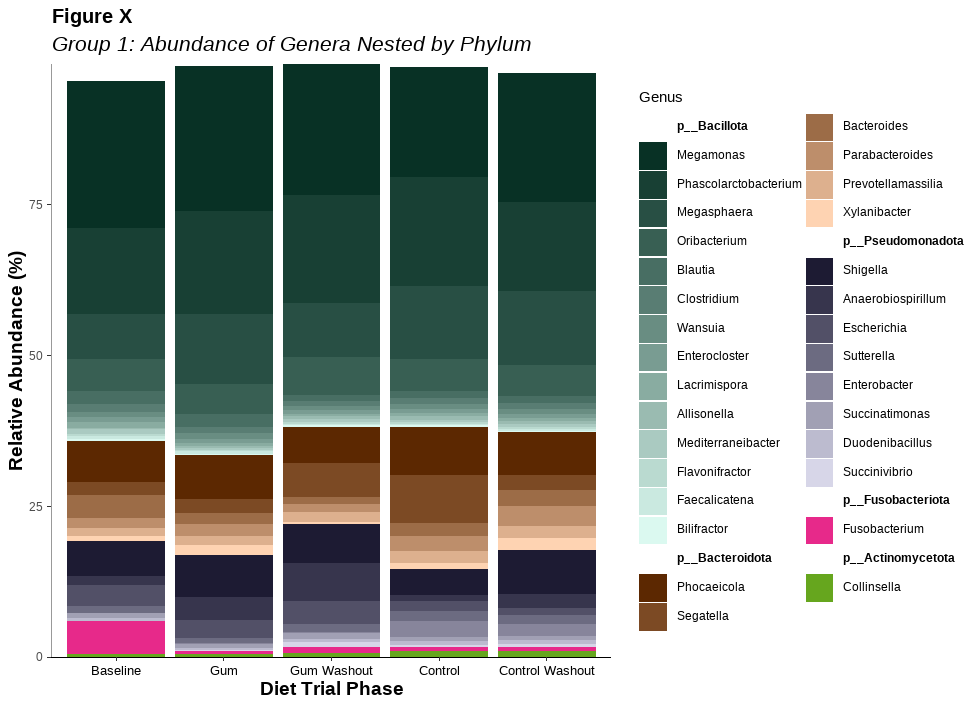 Figure X
Group 1: Abundance of Genera Nested by Phylum
Relative Abundance (%)
75
50
25
0
Baseline
Gum
Gum Washout
Control
Control Washout
Diet Trial Phase
Genus
p__Bacillota
Megamonas
Phascolarctobacterium
Megasphaera
Oribacterium
Blautia
Clostridium
Wansuia
Enterocloster
Lacrimispora
Allisonella
Mediterraneibacter
Flavonifractor
Faecalicatena
Bilifractor
p__Bacteroidota
Phocaeicola
Segatella
Bacteroides
Parabacteroides
Prevotellamassilia
Xylanibacter
p__Pseudomonadota
Shigella
Anaerobiospirillum
Escherichia
Sutterella
Enterobacter
Succinatimonas
Duodenibacillus
Succinivibrio
p__Fusobacteriota
Fusobacterium
p__Actinomycetota
Collinsella